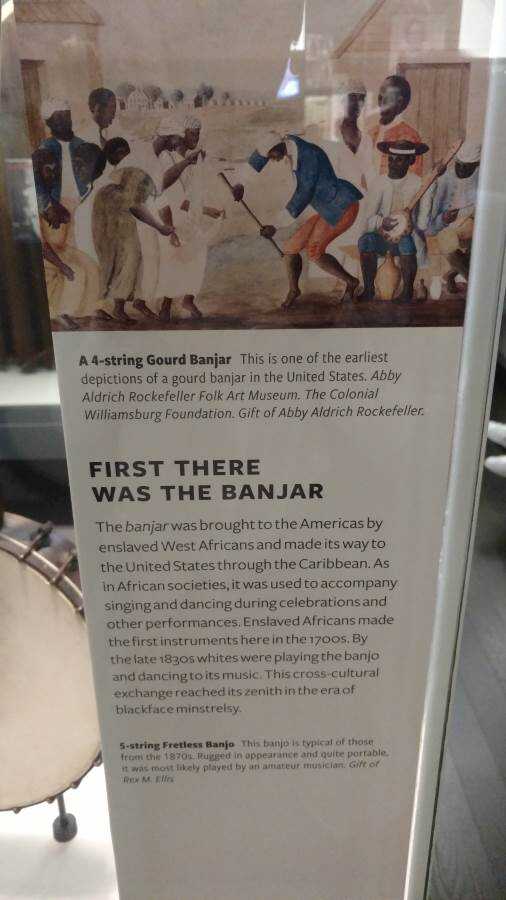 A 4-string Gourd Banjar This is one of the earliest
depictions of a gourd banjar in the United States. Abby
Aldrich Rockefeller Folk Art Museum. The Colonial
Williamsburg Foundation. Gift of Abby Aldrich Rockefeller.
FIRST THERE
WAS THE BANJAR
The banjar was brought to the Americas by
enslaved West Africans and made its way to
the United States through the Caribbean. As
in African societies, it was used to accompany
singing and dancing during celebrations and
other performances. Enslaved Africans made
the first instruments here in the 1700s. By
the late 1830s whites were playing the banjo
and dancing to its music. This cross-cultural
exchange reached its zenith in the era of
blackface minstrelsy.
5-string Fretless Banjo This banjo is typical of those
from the 1870s. Rugged in appearance and quite portable,
it was most likely played by an amateur musician. Gift of
Rex M. Ellis